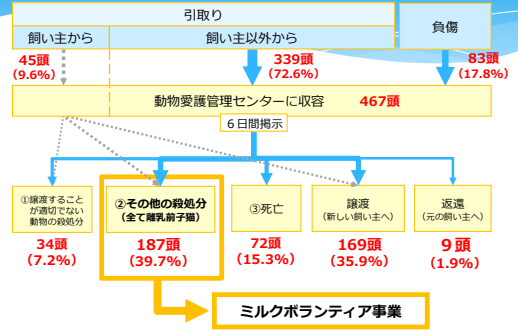 引取り
飼い主から
飼い主以外から
負傷
45頭
(9.6%)
339頭
(72.6%)
83頭
(17.8%)
動物愛護管理センターに収容 467頭
６日間掲示
①譲渡すること
が適切でない
動物の殺処分
②その他の殺処分
(全て離乳前子猫)
③死亡
譲渡
(新しい飼い主へ)
返還
(元の飼い主へ)
34頭
(7.2%)
187頭
(39.7%)
72頭
(15.3%)
169頭
(35.9%)
9頭
(1.9%)
ミルクボランティア事業